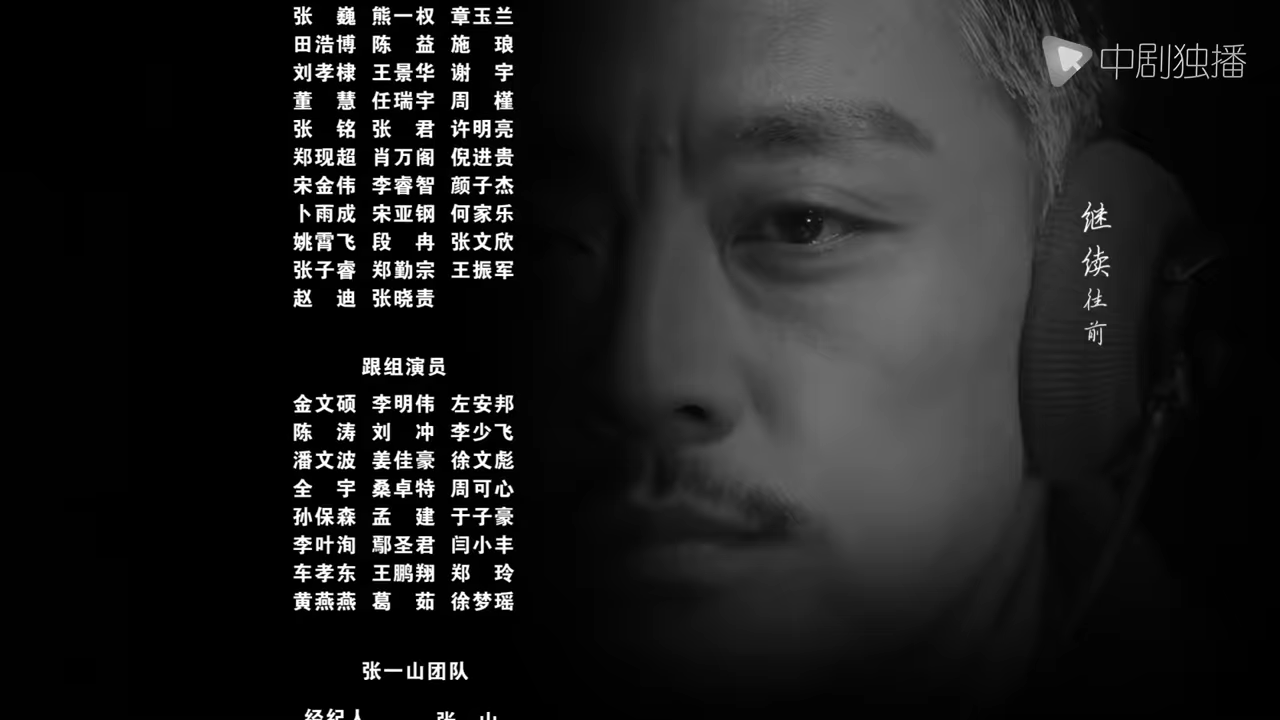 张　巍 熊一权 章玉兰
田浩博 陈　益 施　琅
刘孝棣 王景华 谢　宇
董　慧 任瑞宇 周　槿
张　铭 张　君 许明亮
郑现超 肖万阁 倪进贵
宋金伟 李睿智 颜子杰
卜雨成 宋亚钢 何家乐
姚霄飞 段　冉 张文欣
张子睿 郑勤宗 王振军
赵　迪 张晓责
跟组演员
金文硕 李明伟 左安邦
陈　涛 刘　冲 李少飞
潘文波 姜佳豪 徐文彪
全　宇 桑卓特 周可心
孙保森 孟　建 于子豪
李叶洵 鄢圣君 闫小丰
车孝东 王鹏翔 郑　玲
黄燕燕 葛　茹 徐梦瑶
张一山团队
经纪人 张　山
中剧独播
继续往前